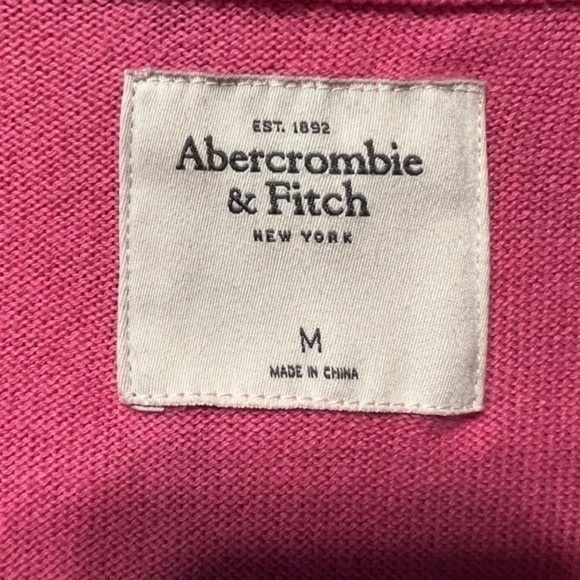 EST. 1892
Abercrombie
& Fitch
NEW YORK
M
MADE IN CHINA